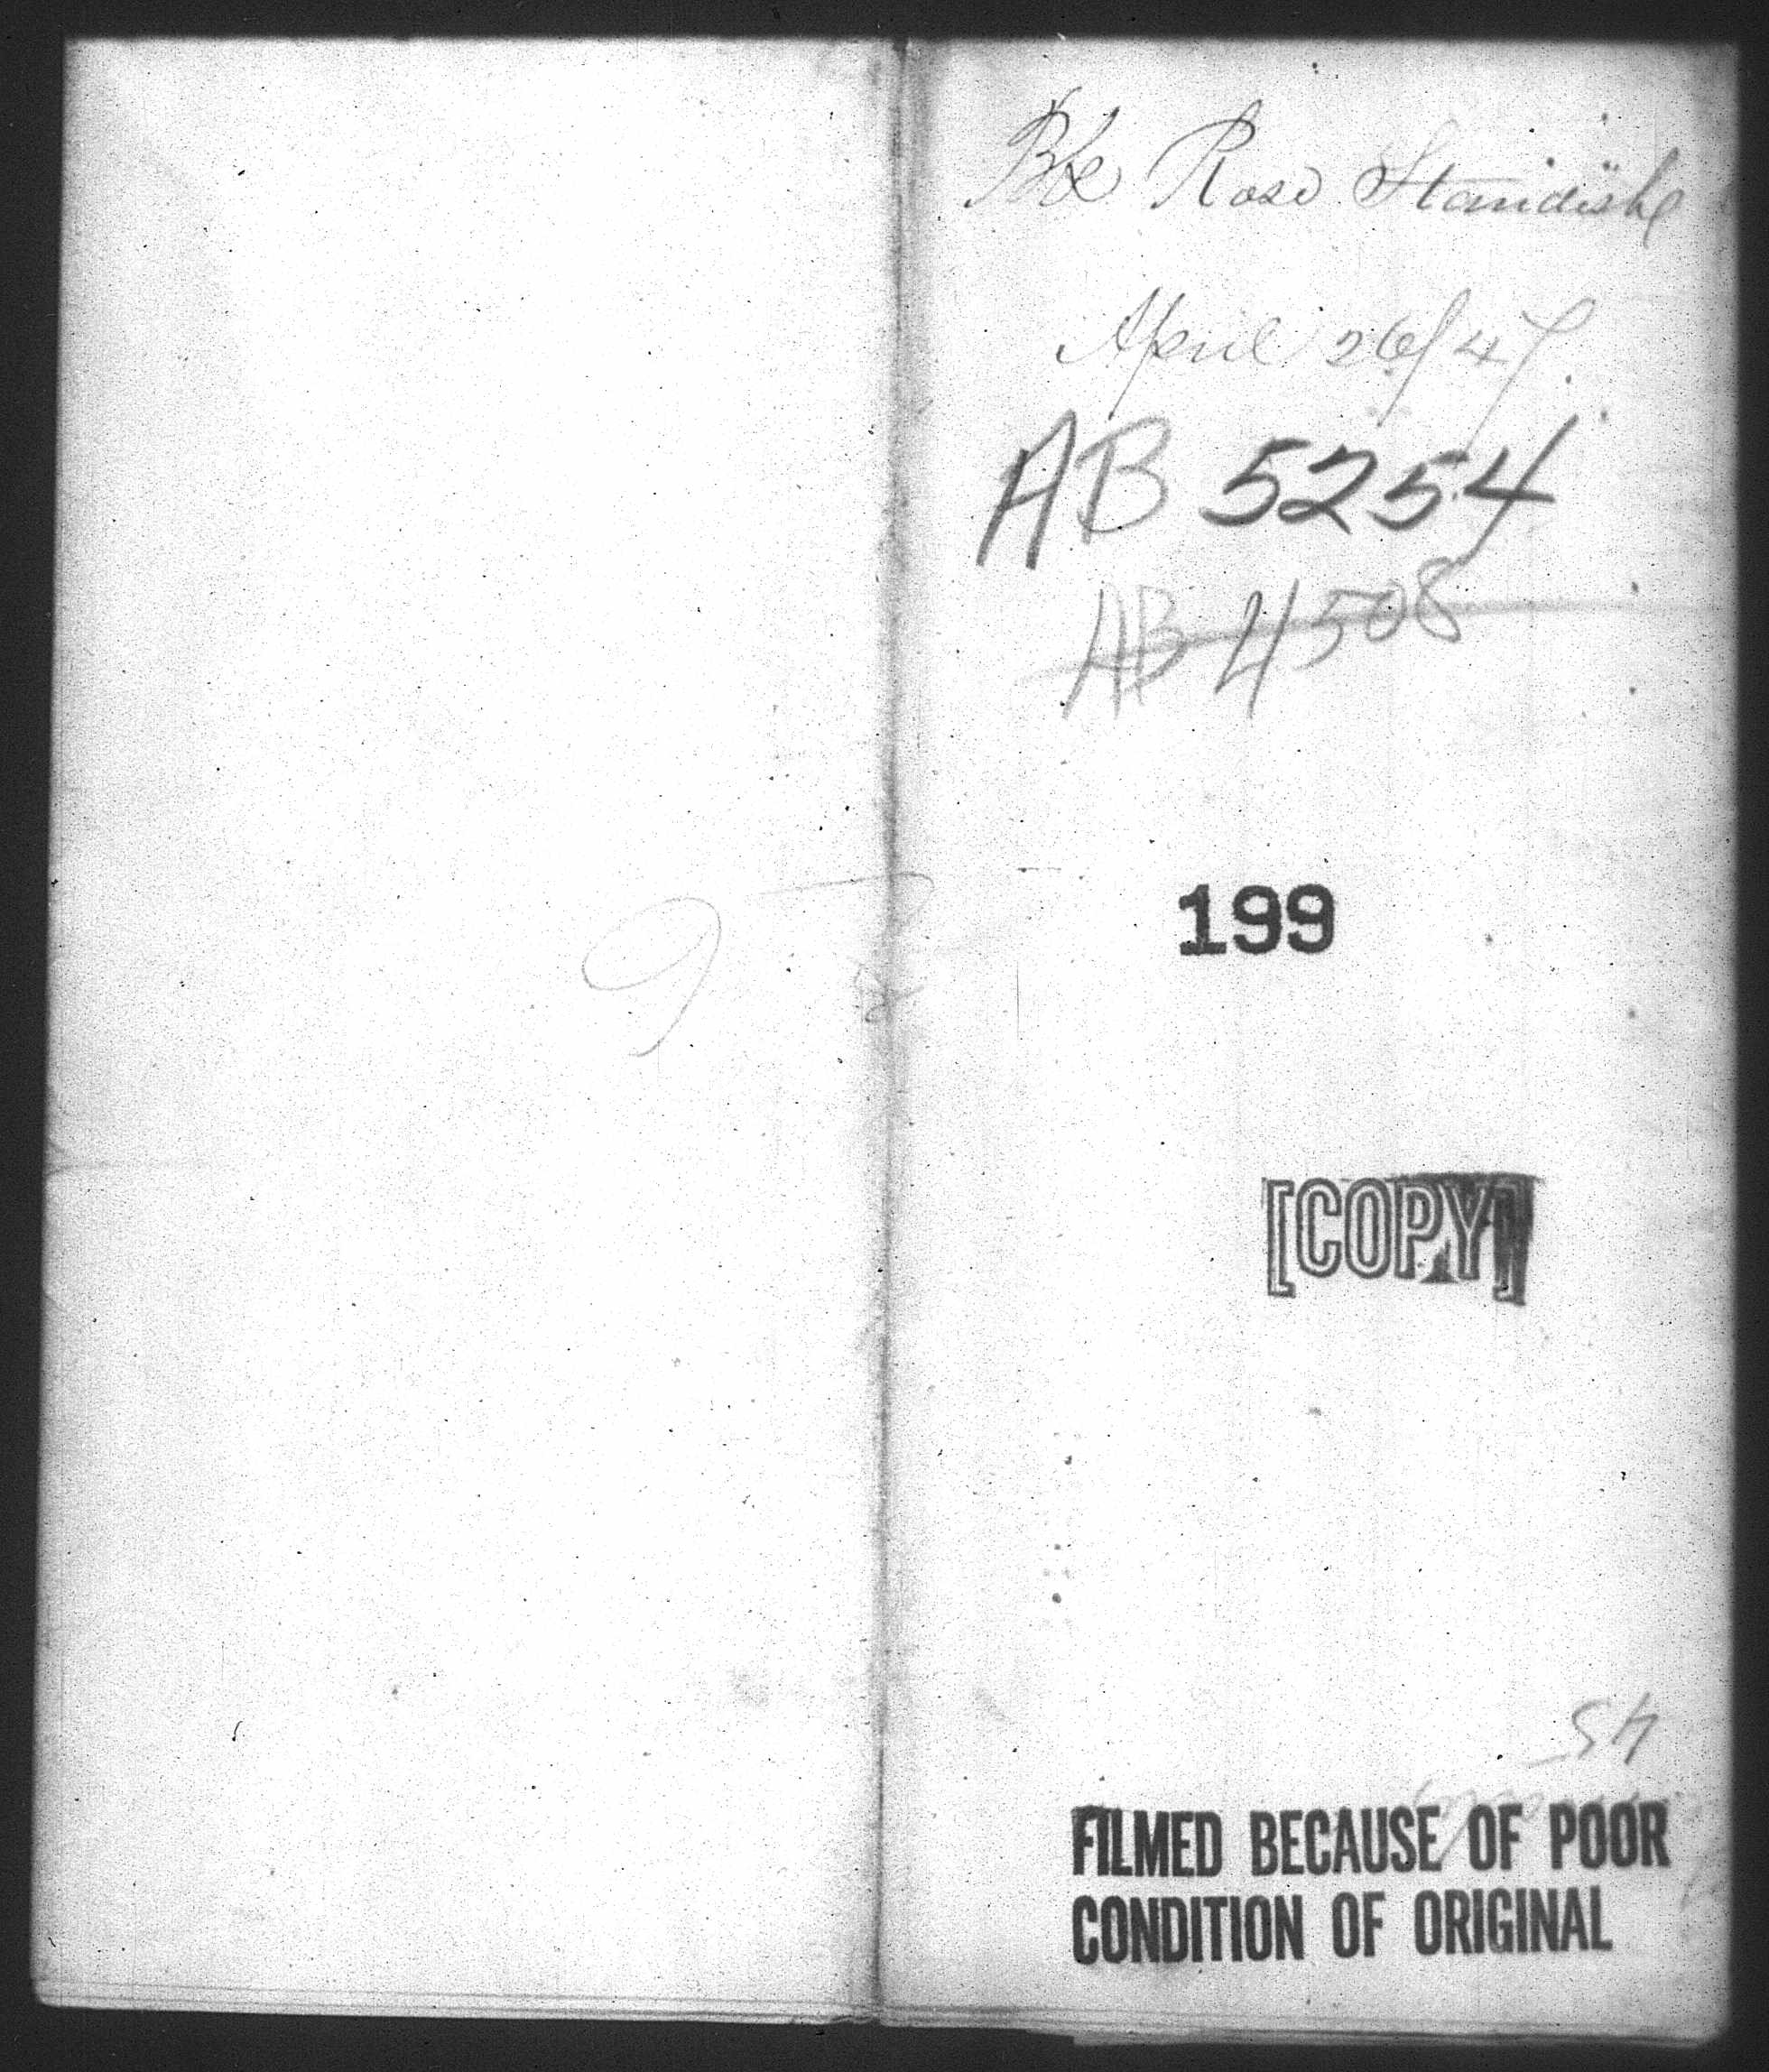 Bk Rose Standish
April 26/47
AB 5254
AB 4508
199
[COPY]
45
FILMED BECAUSE OF POOR
CONDITION OF ORIGINAL